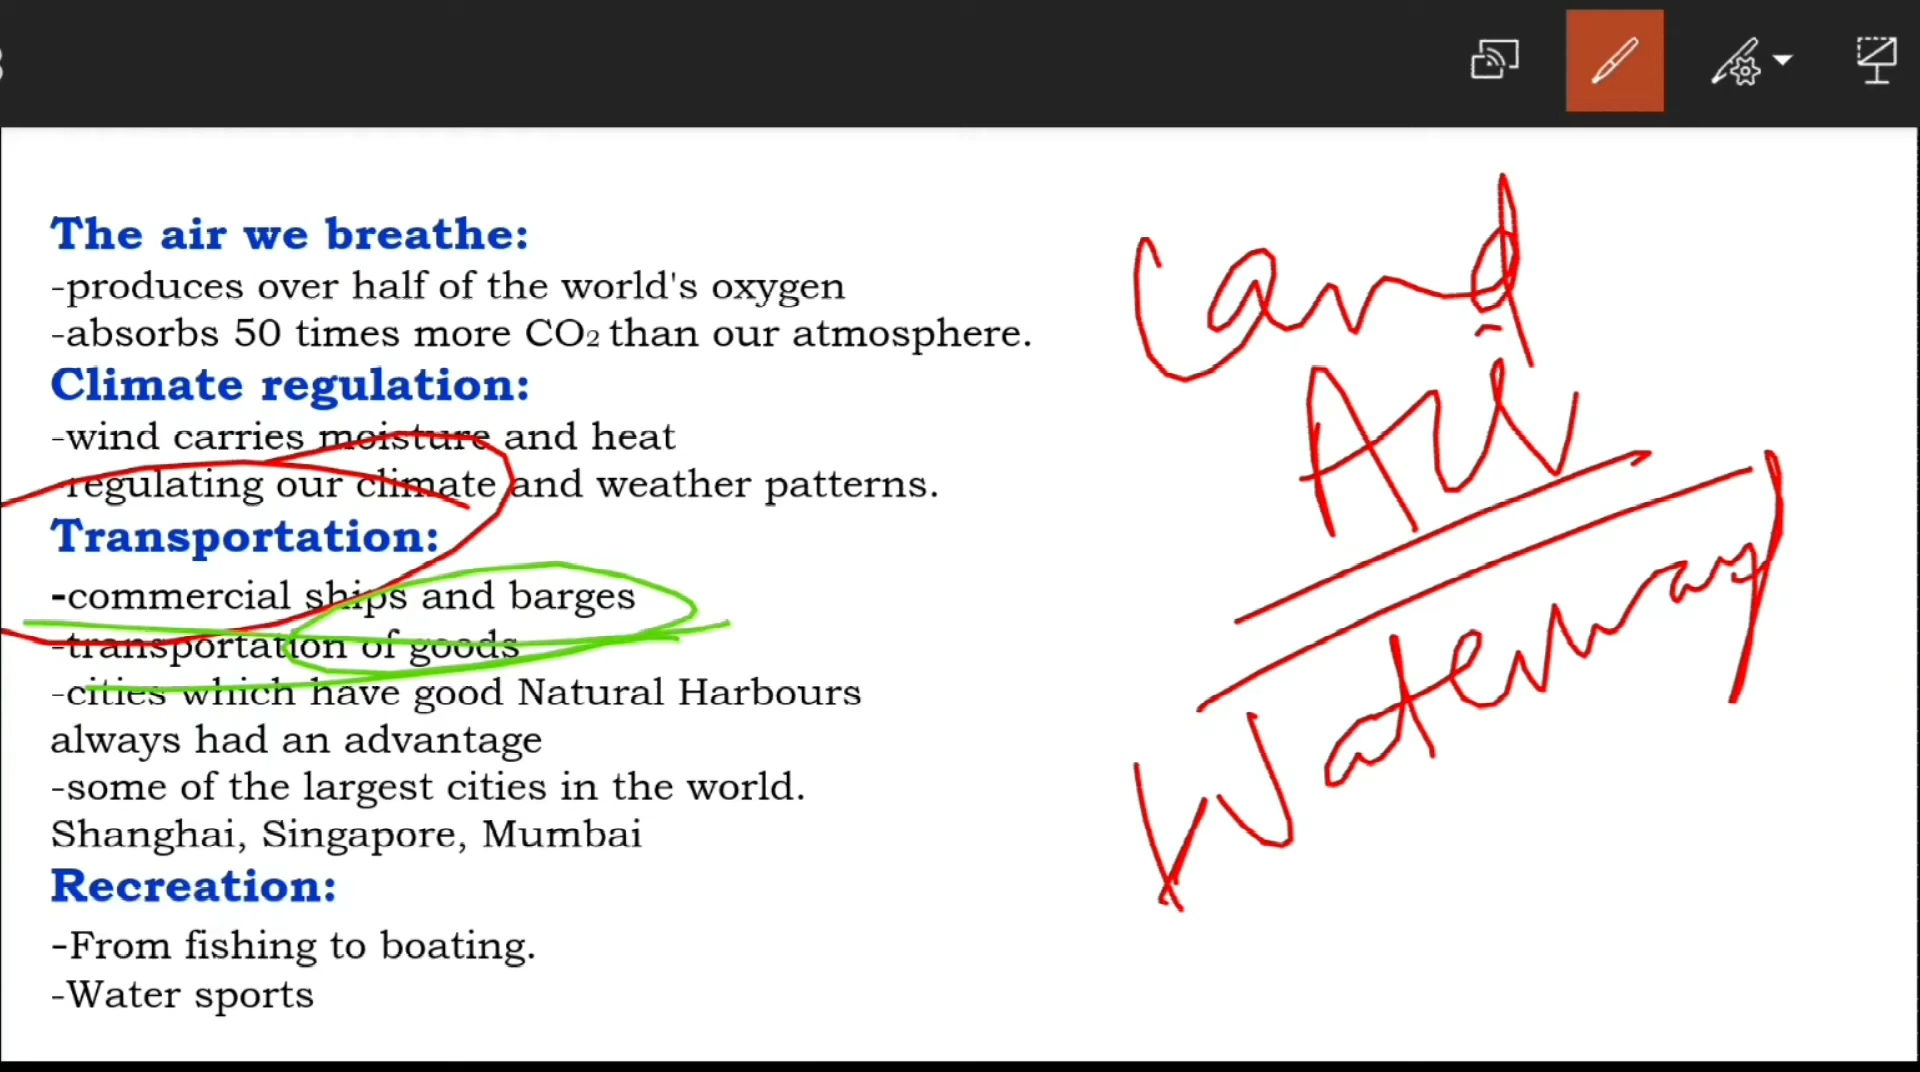 The air we breathe:
-produces over half of the world's oxygen
-absorbs 50 times more CO₂ than our atmosphere.
Climate regulation:
-wind carries moisture and heat
-regulating our climate and weather patterns.
Transportation:
-commercial ships and barges
-transportation of goods
-cities which have good Natural Harbours
always had an advantage
-some of the largest cities in the world.
Shanghai, Singapore, Mumbai
Recreation:
-From fishing to boating.
-Water sports
Land
Air
Waterway